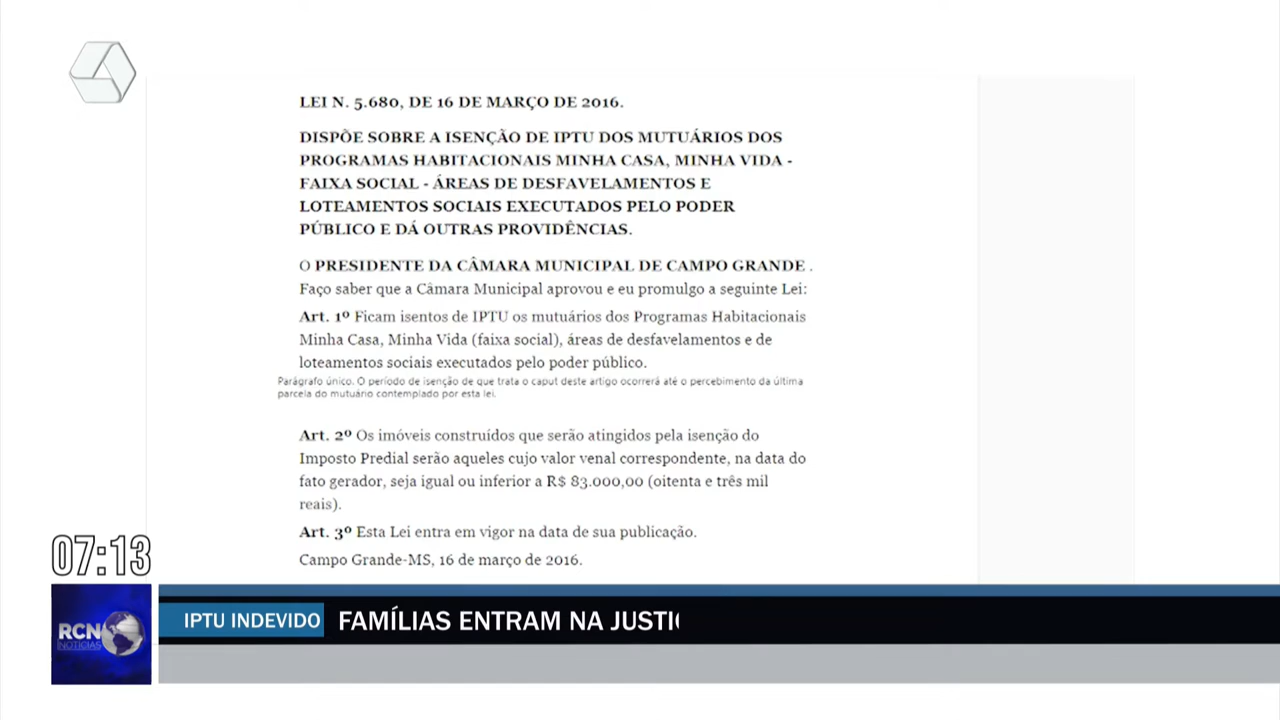 LEI N. 5.680, DE 16 DE MARÇO DE 2016.
DISPÕE SOBRE A ISENÇÃO DE IPTU DOS MUTUÁRIOS DOS
PROGRAMAS HABITACIONAIS MINHA CASA, MINHA VIDA -
FAIXA SOCIAL - ÁREAS DE DESFAVELAMENTOS E
LOTEAMENTOS SOCIAIS EXECUTADOS PELO PODER
PÚBLICO E DÁ OUTRAS PROVIDÊNCIAS.
O PRESIDENTE DA CÂMARA MUNICIPAL DE CAMPO GRANDE .
Faço saber que a Câmara Municipal aprovou e eu promulgo a seguinte Lei:
Art. 1º Ficam isentos de IPTU os mutuários dos Programas Habitacionais
Minha Casa, Minha Vida (faixa social), áreas de desfavelamentos e de
loteamentos sociais executados pelo poder público.
Parágrafo único. O período de isenção de que trata o caput deste artigo ocorrerá até o percebimento da última
parcela do mutuário contemplado por esta lei.
Art. 2º Os imóveis construídos que serão atingidos pela isenção do
Imposto Predial serão aqueles cujo valor venal correspondente, na data do
fato gerador, seja igual ou inferior a R$ 83.000,00 (oitenta e três mil
reais).
Art. 3º Esta Lei entra em vigor na data de sua publicação.
Campo Grande-MS, 16 de março de 2016.
07:13
IPTU INDEVIDO FAMÍLIAS ENTRAM NA JUSTI
RCN
NOTÍCIAS